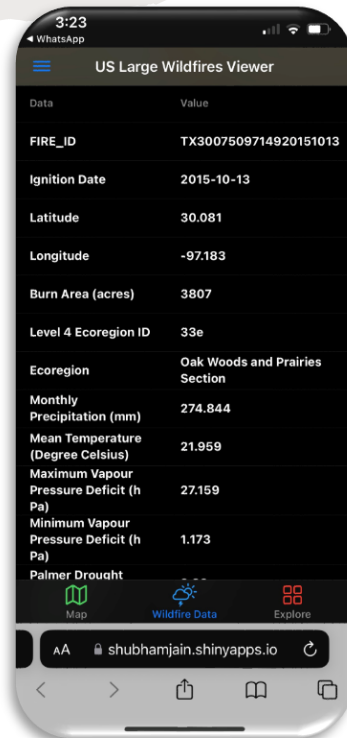 3:23
◀ WhatsApp
US Large Wildfires Viewer
Data Value
FIRE_ID TX3007509714920151013
Ignition Date 2015-10-13
Latitude 30.081
Longitude -97.183
Burn Area (acres) 3807
Level 4 Ecoregion ID 33e
Ecoregion Oak Woods and Prairies
Section
Monthly
Precipitation (mm) 274.844
Mean Temperature
(Degree Celsius) 21.959
Maximum Vapour
Pressure Deficit (h
Pa) 27.159
Minimum Vapour
Pressure Deficit (h
Pa) 1.173
Palmer Drought
Map Wildfire Data Explore
AA shubhamjain.shinyapps.io